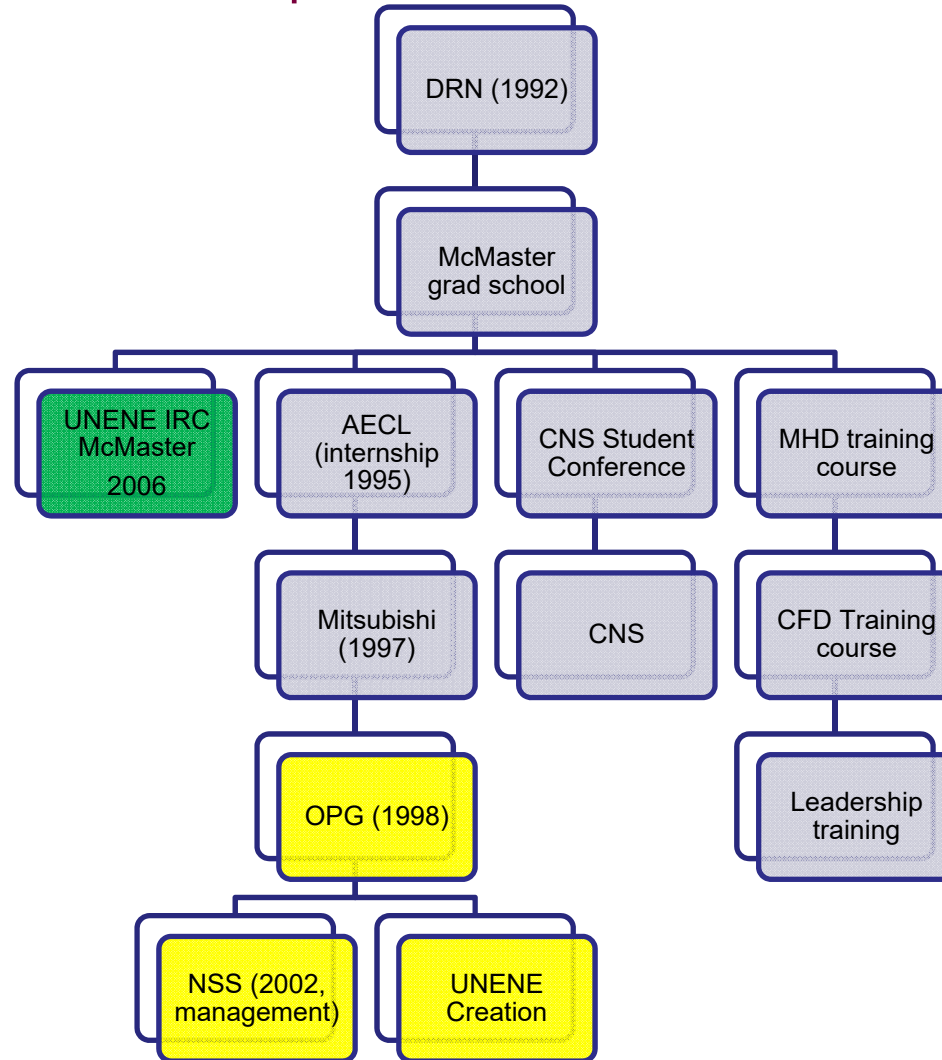 DRN (1992)
McMaster
grad school
UNENE IRC
McMaster
2006
AECL
(internship
1995)
CNS Student
Conference
MHD training
course
Mitsubishi
(1997)
CNS
CFD Training
course
OPG (1998)
Leadership
training
NSS (2002,
management)
UNENE
Creation